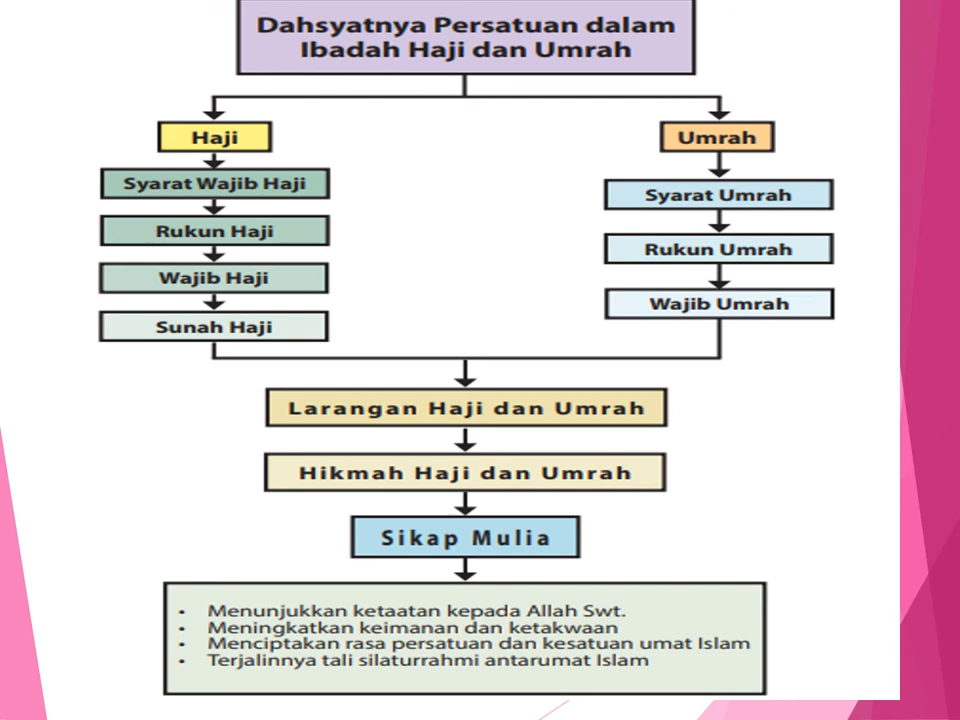 Dahsyatnya Persatuan dalam
Ibadah Haji dan Umrah
Haji
Syarat Wajib Haji
Rukun Haji
Wajib Haji
Sunah Haji
Umrah
Syarat Umrah
Rukun Umrah
Wajib Umrah
Larangan Haji dan Umrah
Hikmah Haji dan Umrah
Sikap Mulia
• Menunjukkan ketaatan kepada Allah Swt.
• Meningkatkan keimanan dan ketakwaan
• Menciptakan rasa persatuan dan kesatuan umat Islam
• Terjalinnya tali silaturrahmi antarumat Islam